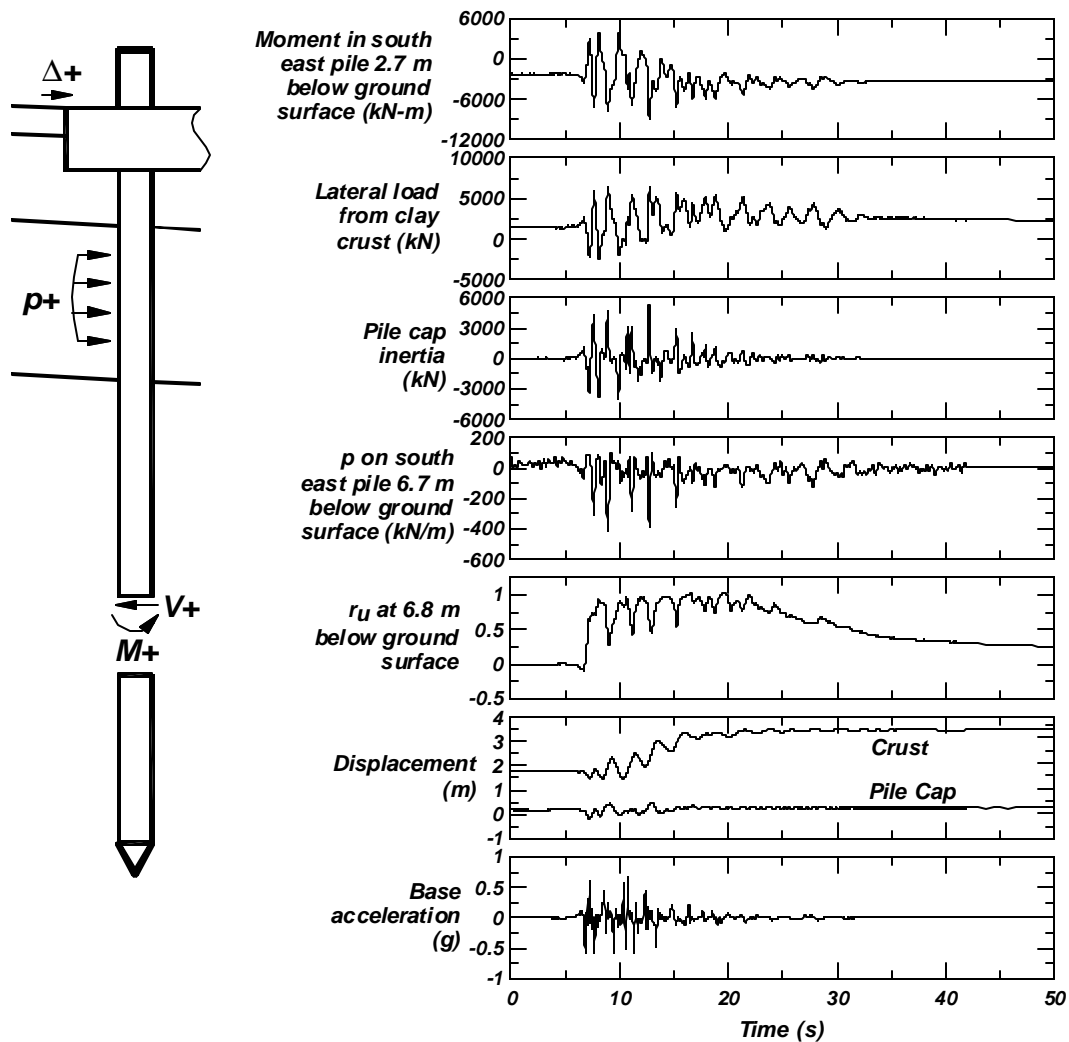 Δ+
p+
V+
M+
Moment in south
east pile 2.7 m
below ground
surface (kN-m)
6000
0
-6000
-12000
Lateral load
from clay
crust (kN)
10000
5000
0
-5000
Pile cap
inertia
(kN)
6000
3000
0
-3000
-6000
p on south
east pile 6.7 m
below ground
surface (kN/m)
200
0
-200
-400
-600
ru at 6.8 m
below ground
surface
1
0.5
0
-0.5
Displacement
(m)
4
3
2
1
0
-1
Crust
Pile Cap
Base
acceleration
(g)
1
0.5
0
-0.5
-1
0 10 20 30 40 50
Time (s)